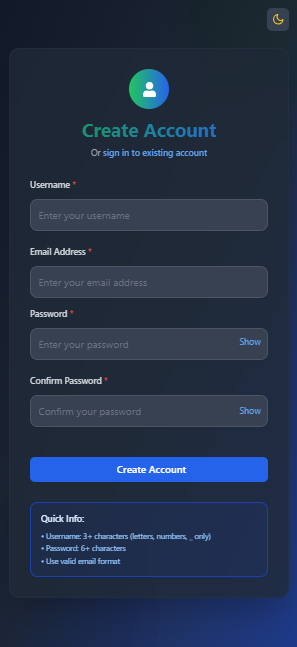 Create Account
Or sign in to existing account
Username *
Enter your username
Email Address *
Enter your email address
Password *
Enter your password
Show
Confirm Password *
Confirm your password
Show
Create Account
Quick Info:
• Username: 3+ characters (letters, numbers, _ only)
• Password: 6+ characters
• Use valid email format